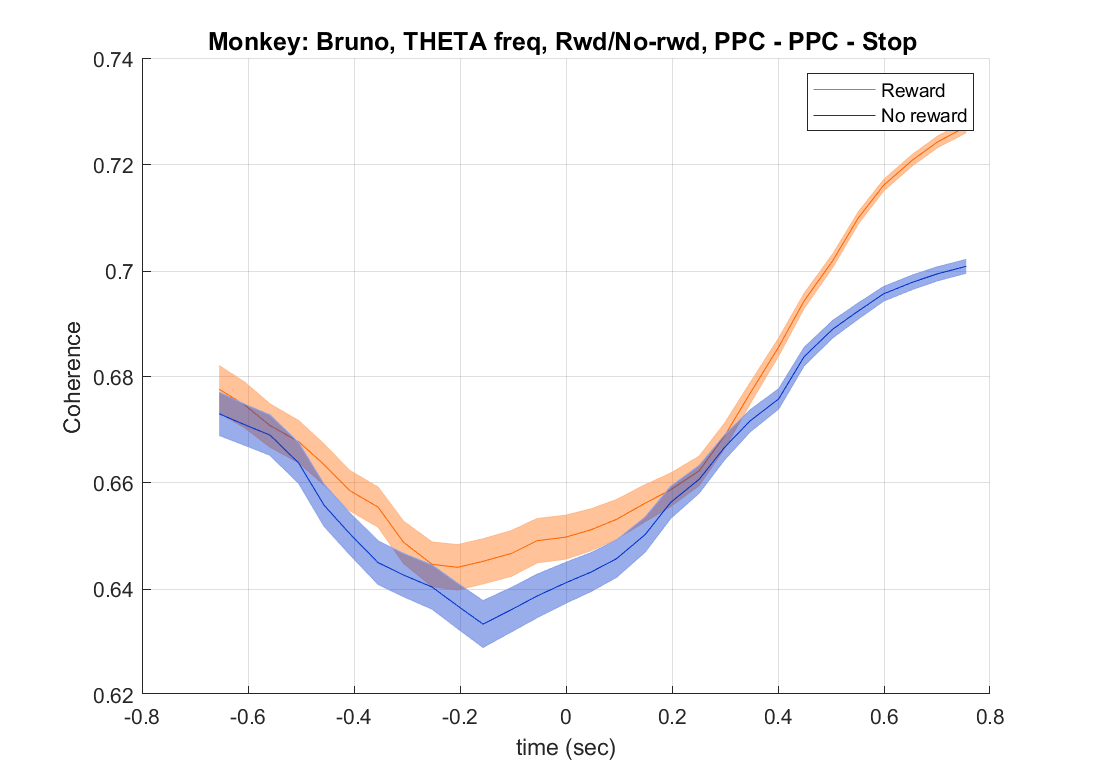 Monkey: Bruno, THETA freq, Rwd/No-rwd, PPC - PPC - Stop
0.74
0.72
0.7
0.68
0.66
0.64
0.62
Coherence
Reward
No reward
-0.8 -0.6 -0.4 -0.2 0 0.2 0.4 0.6 0.8
time (sec)